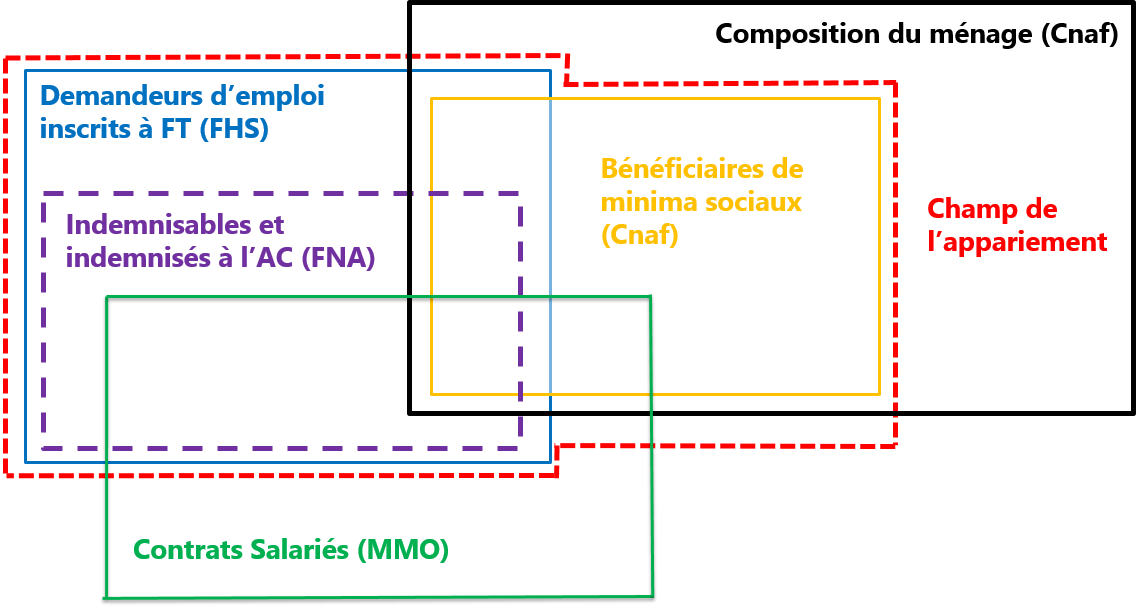 Composition du ménage (Cnaf)
Demandeurs d’emploi
inscrits à FT (FHS)
Bénéficiaires de
minima sociaux
(Cnaf)
Champ de
l’appariement
Indemnisables et
indemnisés à l’AC (FNA)
Contrats Salariés (MMO)